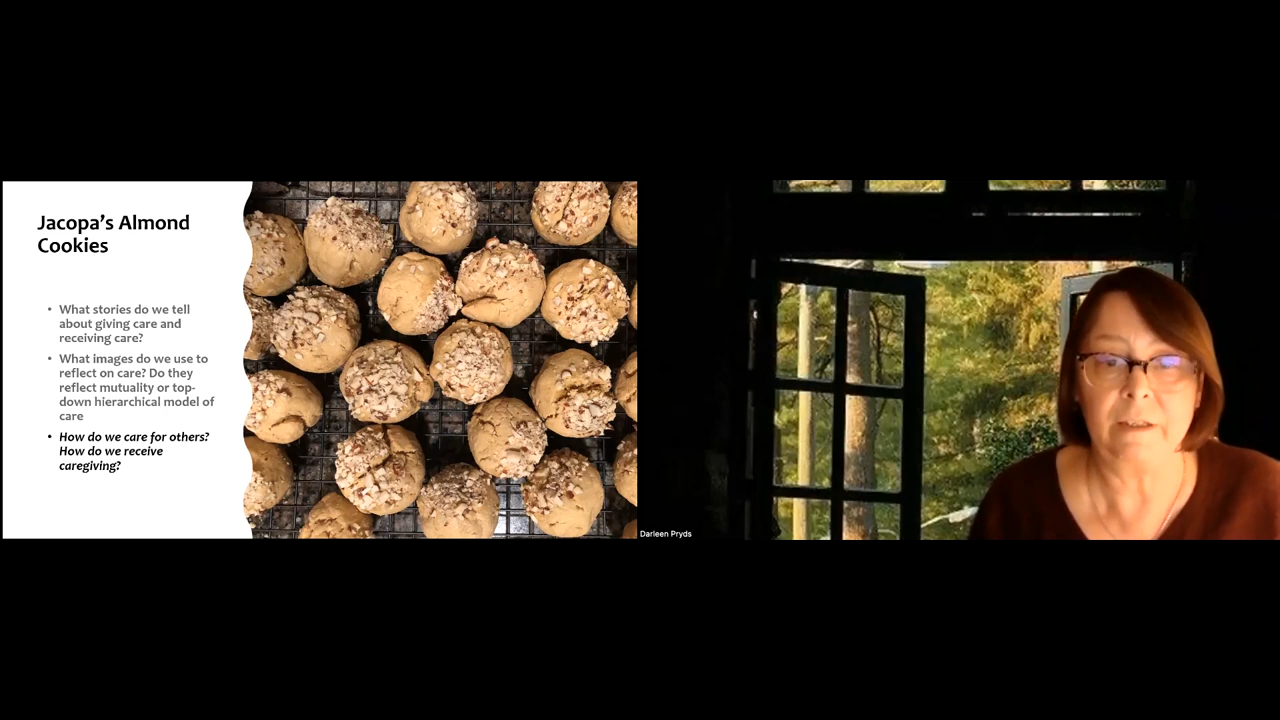 Jacopa’s Almond
Cookies
• What stories do we tell
about giving care and
receiving care?
• What images do we use to
reflect on care? Do they
reflect mutuality or top-
down hierarchical model of
care
• How do we care for others?
How do we receive
caregiving?
Darleen Pryds